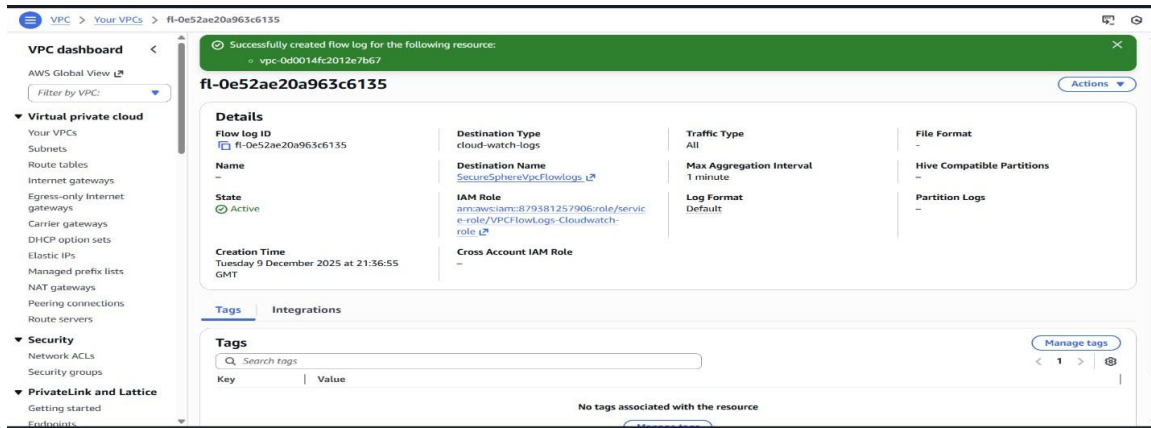 VPC > Your VPCs > fl-0e52ae20a963c6135
VPC dashboard
AWS Global View
Filter by VPC:
Virtual private cloud
Your VPCs
Subnets
Route tables
Internet gateways
Egress-only Internet
gateways
Carrier gateways
DHCP option sets
Elastic IPs
Managed prefix lists
NAT gateways
Peering connections
Route servers
Security
Network ACLs
Security groups
PrivateLink and Lattice
Getting started
Endpoints
Successfully created flow log for the following resource:
vpc-0d0014fc2012e7b67
fl-0e52ae20a963c6135
Actions
Details
Flow log ID
fl-0e52ae20a963c6135
Name
–
State
Active
Creation Time
Tuesday 9 December 2025 at 21:36:55
GMT
Destination Type
cloud-watch-logs
Destination Name
SecureSphereVpcFlowlogs
IAM Role
arn:aws:iam::879381257906:role/servic
e-role/VPCFlowLogs-Cloudwatch-
role
Cross Account IAM Role
–
Traffic Type
All
Max Aggregation Interval
1 minute
Log Format
Default
File Format
-
Hive Compatible Partitions
–
Partition Logs
–
Tags
Integrations
Tags
Manage tags
Search tags
< 1 >
Key
Value
No tags associated with the resource
Manage tags